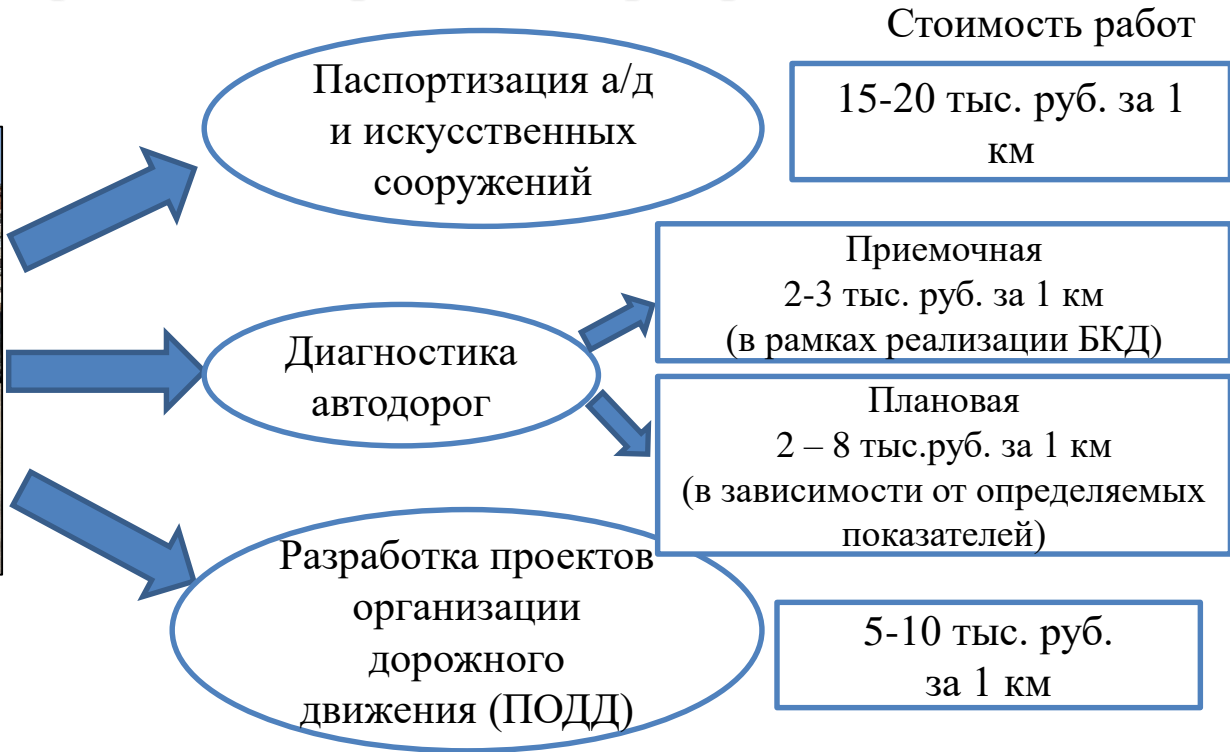 Стоимость работ
Паспортизация а/д
и искусственных
сооружений
15-20 тыс. руб. за 1
км
Диагностика
автодорог
Приемочная
2-3 тыс. руб. за 1 км
(в рамках реализации БКД)
Плановая
2 – 8 тыс.руб. за 1 км
(в зависимости от определяемых
показателей)
Разработка проектов
организации
дорожного
движения (ПОДД)
5-10 тыс. руб.
за 1 км